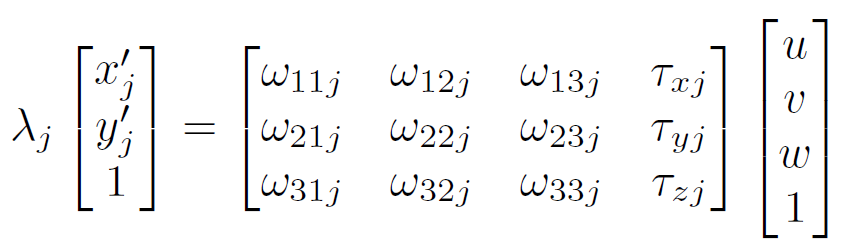 λ_j [x′_j; y′_j; 1] = [ω_{11j} ω_{12j} ω_{13j} τ_{xj}; ω_{21j} ω_{22j} ω_{23j} τ_{yj}; ω_{31j} ω_{32j} ω_{33j} τ_{zj}] [u; v; w; 1]